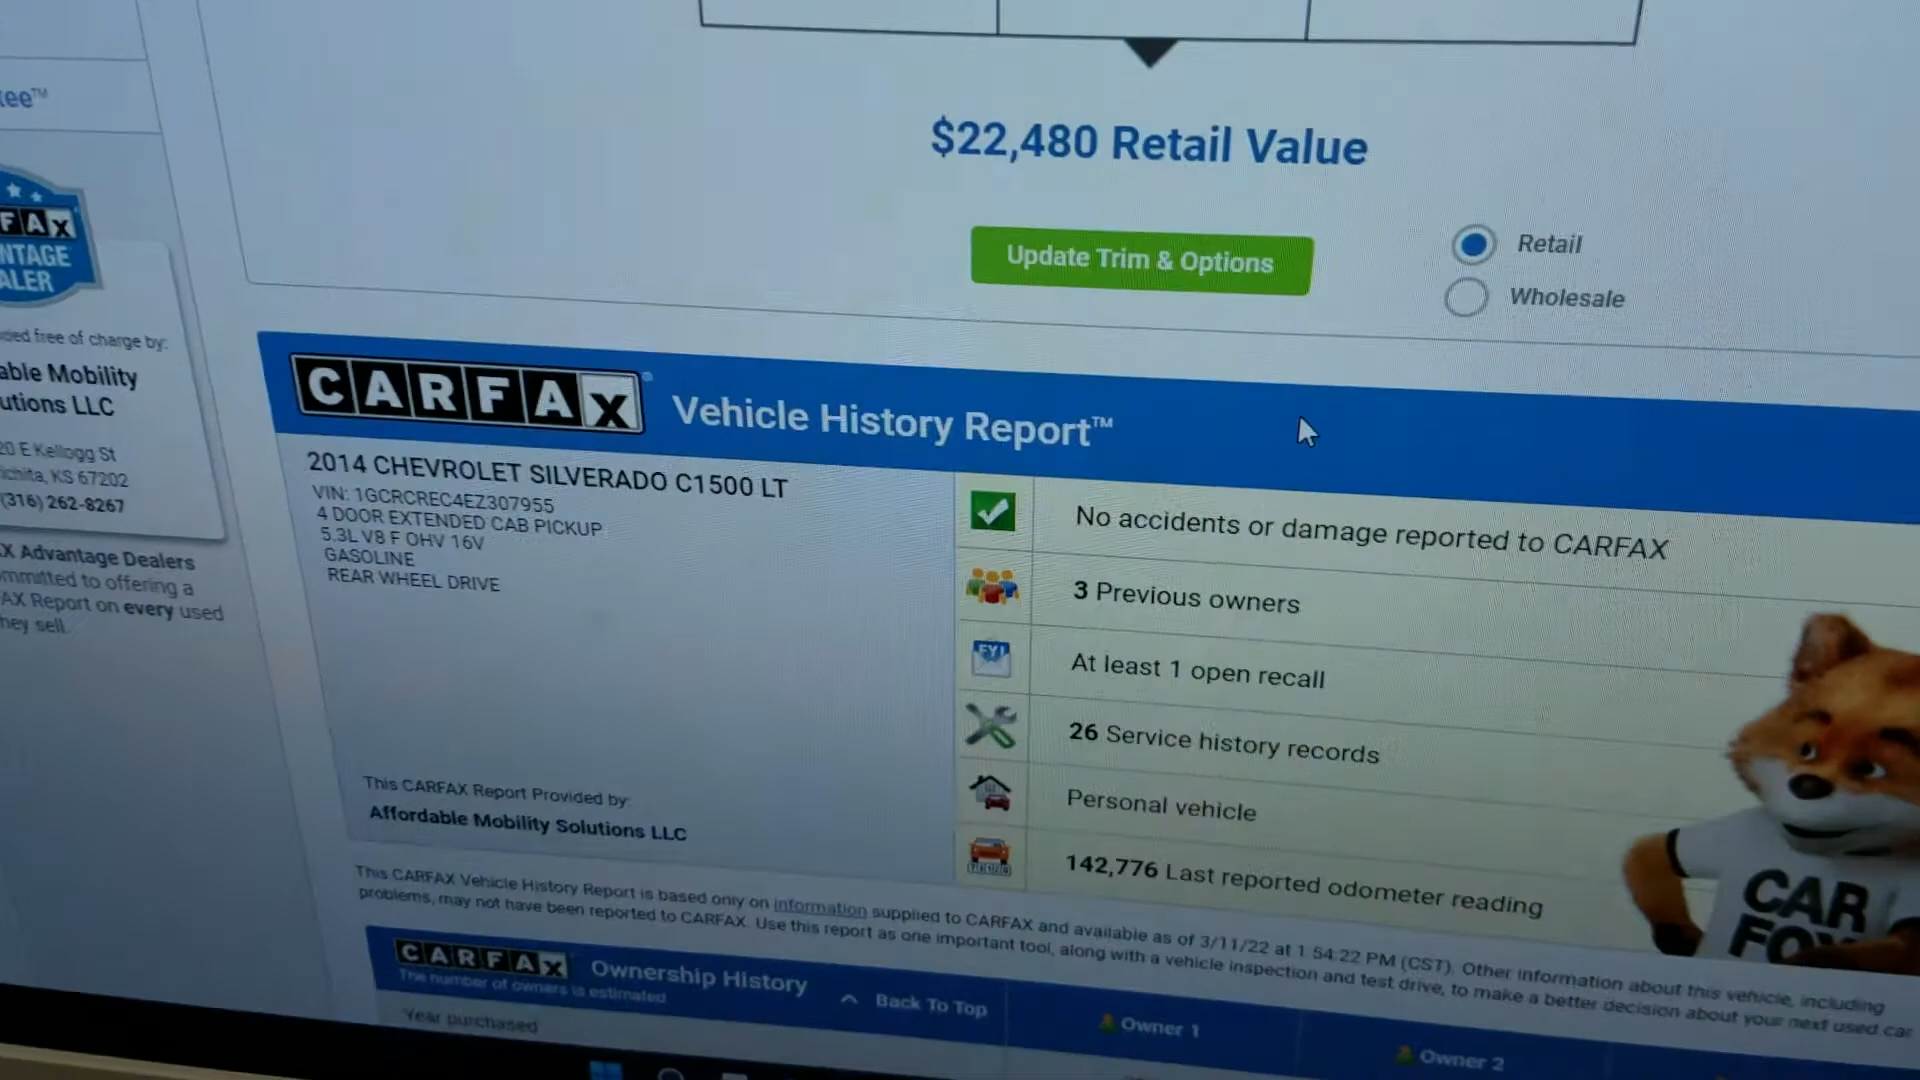 $22,480 Retail Value
Update Trim & Options
Retail
Wholesale
FAX
ALER
free of charge by:
Mobility
LLC
E Kellogg St
KS 67202
(316) 262-8267
X Advantage Dealers
to offering a
AX Report on every used
they sell.
CARFAX® Vehicle History Report™
2014 CHEVROLET SILVERADO C1500 LT
VIN: 1GCRCREC4EZ307955
4 DOOR EXTENDED CAB PICKUP
5.3L V8 F OHV 16V
GASOLINE
REAR WHEEL DRIVE
This CARFAX Report Provided by:
Affordable Mobility Solutions LLC
No accidents or damage reported to CARFAX
3 Previous owners
FYI
At least 1 open recall
26 Service history records
Personal vehicle
142,776 Last reported odometer reading
CAR
FOX
This CARFAX Vehicle History Report is based only on information supplied to CARFAX and available as of 3/11/22 at 1:54:22 PM (CST). Other information about this vehicle, including
problems, may not have been reported to CARFAX. Use this report as one important tool, along with a vehicle inspection and test drive, to make a better decision about your next used car.
CARFAX Ownership History
The number of owners is estimated
Back To Top
Owner 1
Owner 2
Year purchased